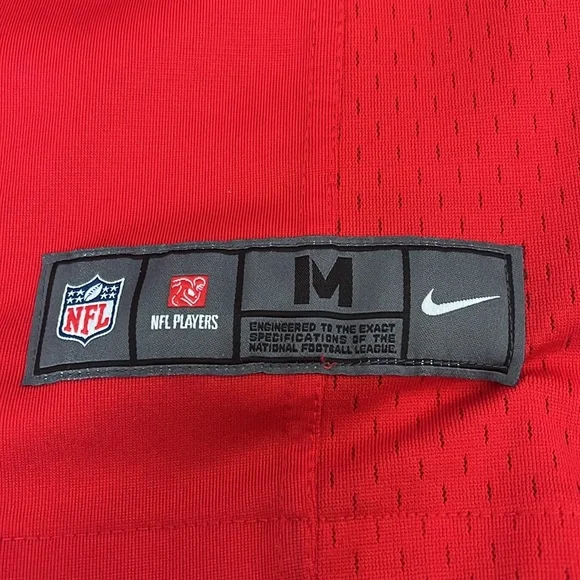 NFL
NFL PLAYERS
M
ENGINEERED TO THE EXACT
SPECIFICATIONS OF THE
NATIONAL FOOTBALL LEAGUE.